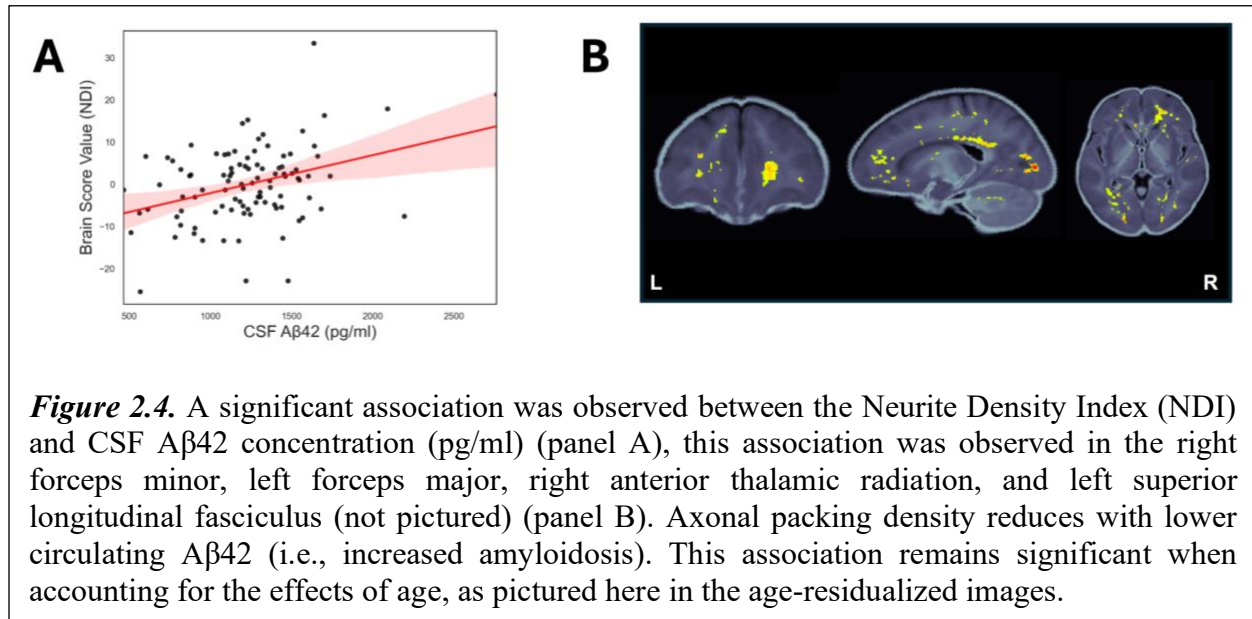 A
Brain Score Value (NDI)
30
20
10
0
−10
−20
500 1000 1500 2000 2500
CSF Aβ42 (pg/ml)
B
L R
Figure 2.4. A significant association was observed between the Neurite Density Index (NDI)
and CSF Aβ42 concentration (pg/ml) (panel A), this association was observed in the right
forceps minor, left forceps major, right anterior thalamic radiation, and left superior
longitudinal fasciculus (not pictured) (panel B). Axonal packing density reduces with lower
circulating Aβ42 (i.e., increased amyloidosis). This association remains significant when
accounting for the effects of age, as pictured here in the age-residualized images.